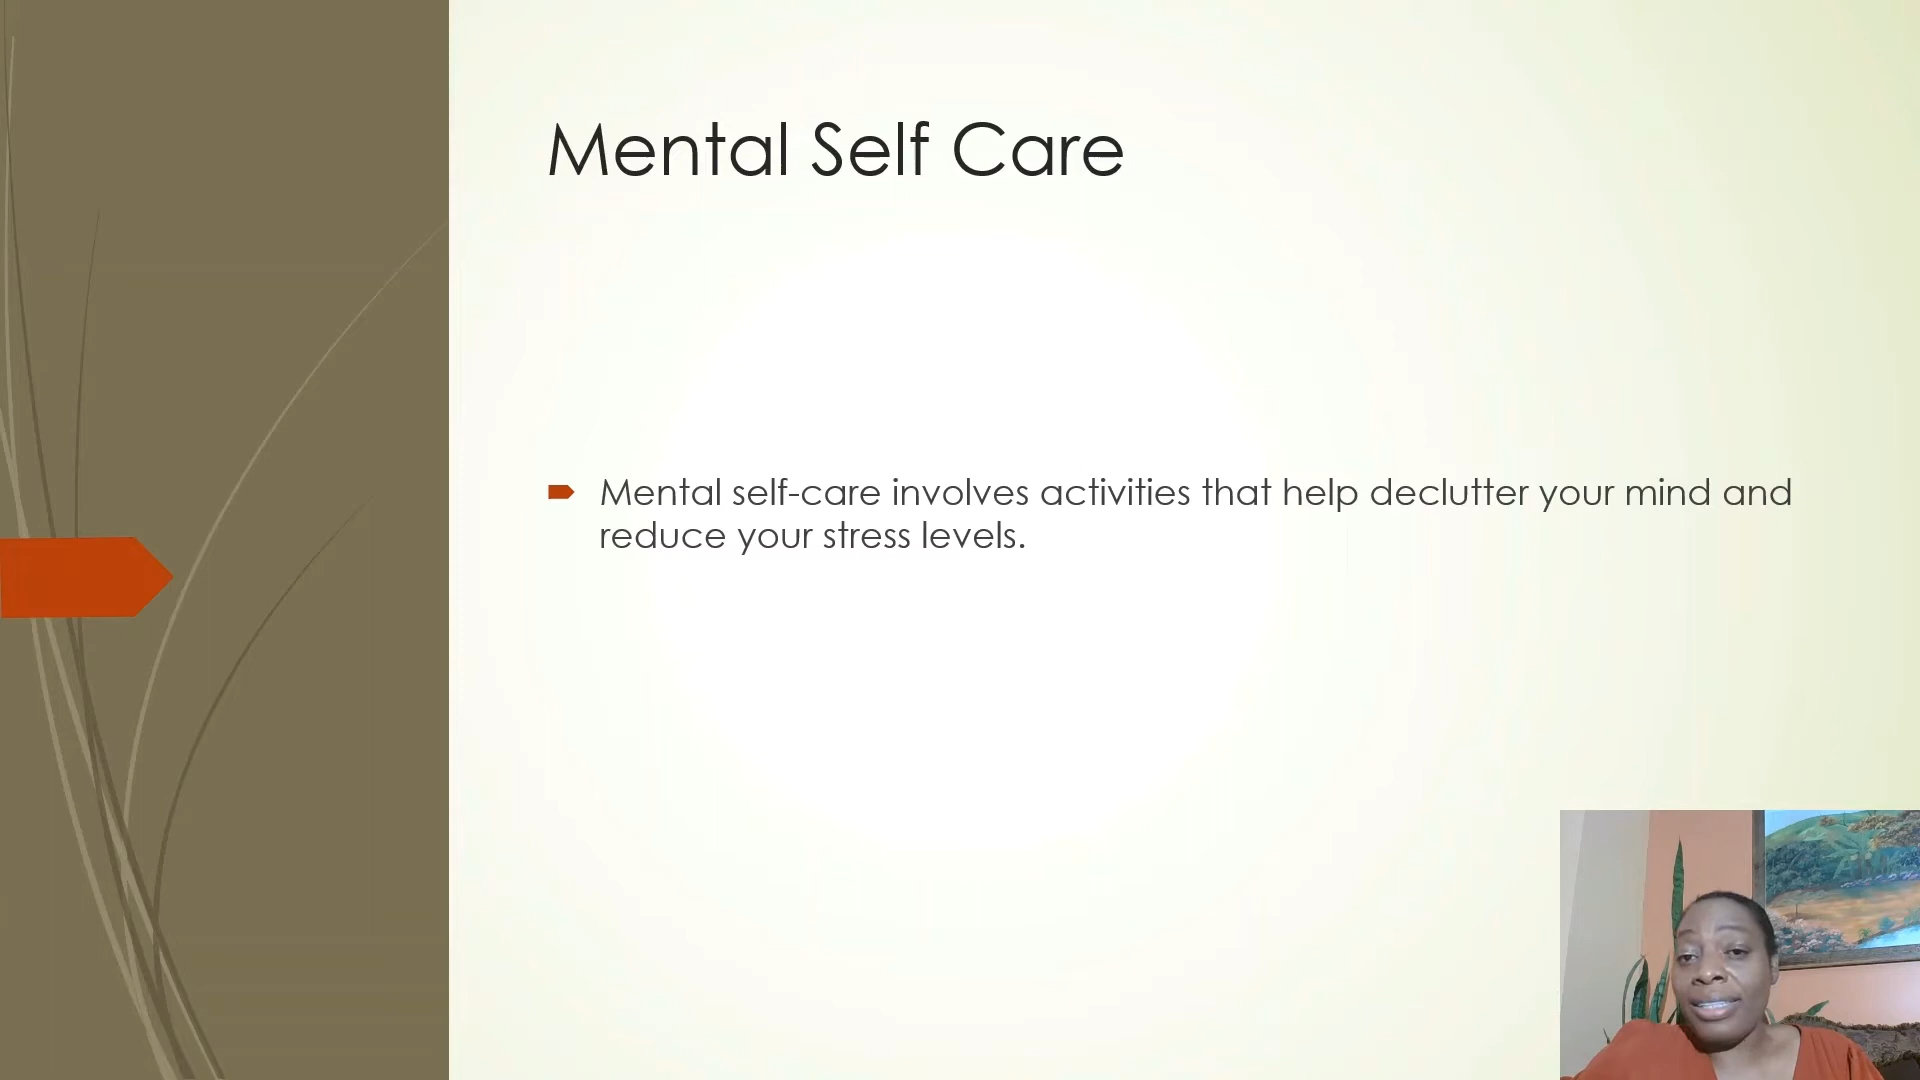 Mental Self Care
Mental self-care involves activities that help declutter your mind and
reduce your stress levels.